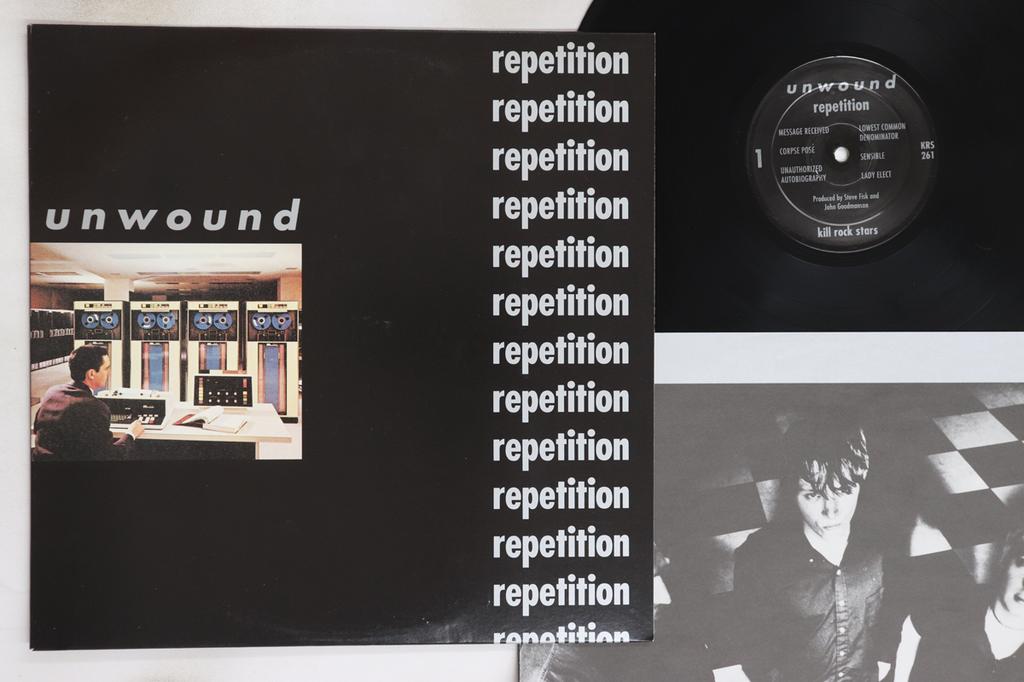 unwound
repetition
repetition
repetition
repetition
repetition
repetition
repetition
repetition
repetition
repetition
repetition
repetition
repetition
unwound
repetition
1
MESSAGE RECEIVED
CORPSE POSE
UNAUTHORIZED
AUTOBIOGRAPHY
LOWEST COMMON
DENOMINATOR
SENSIBLE
LADY ELECT
KRS
261
Produced by Steve Fisk and
John Goodmanson
kill rock stars